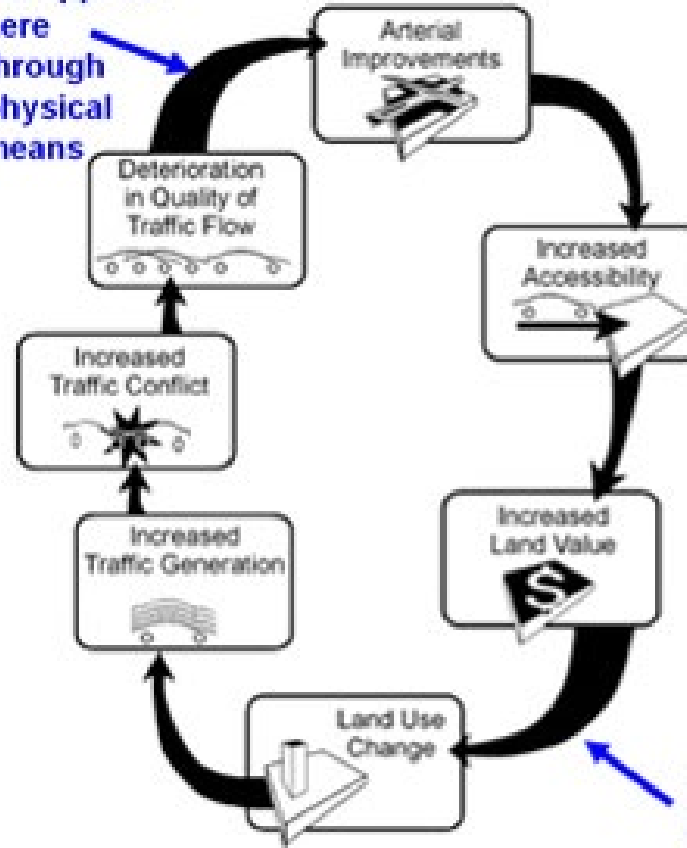 ere
hrough
hysical
neans
Arterial
Improvements
Increased
Accessibility
Increased
Land Value
$
Land Use
Change
Increased
Traffic Generation
Increased
Traffic Conflict
Deterioration
in Quality of
Traffic Flow